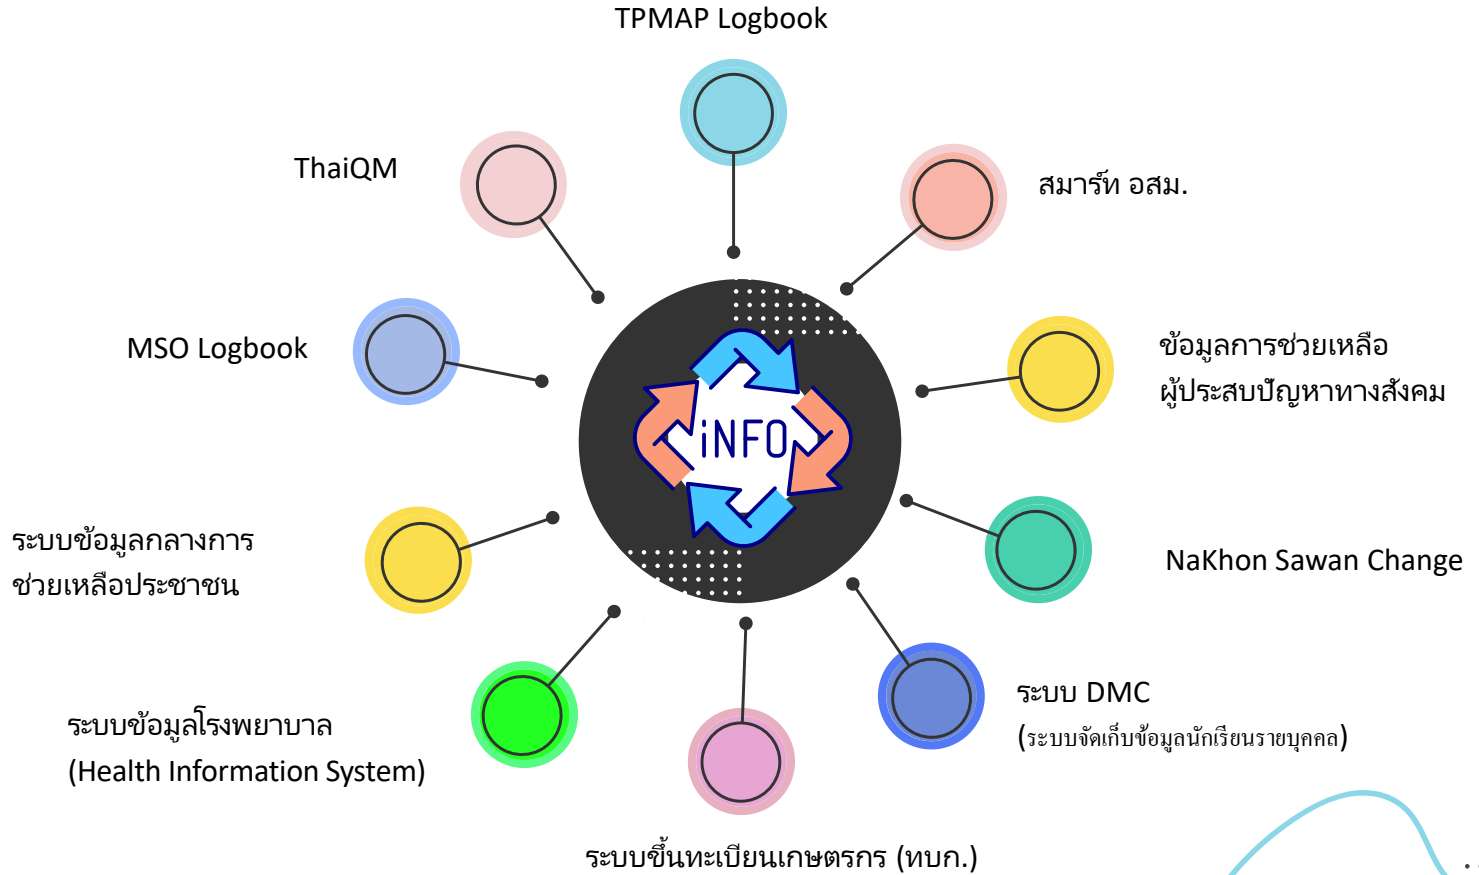 TPMAP Logbook
ThaiQM
สมาร์ท อสม.
MSO Logbook
ข้อมูลการช่วยเหลือ
ผู้ประสบปัญหาทางสังคม
iNFO
ระบบข้อมูลกลางการ
ช่วยเหลือประชาชน
NaKhon Sawan Change
ระบบข้อมูลโรงพยาบาล
(Health Information System)
ระบบ DMC
(ระบบจัดเก็บข้อมูลนักเรียนรายบุคคล)
ระบบขึ้นทะเบียนเกษตรกร (ทบก.)